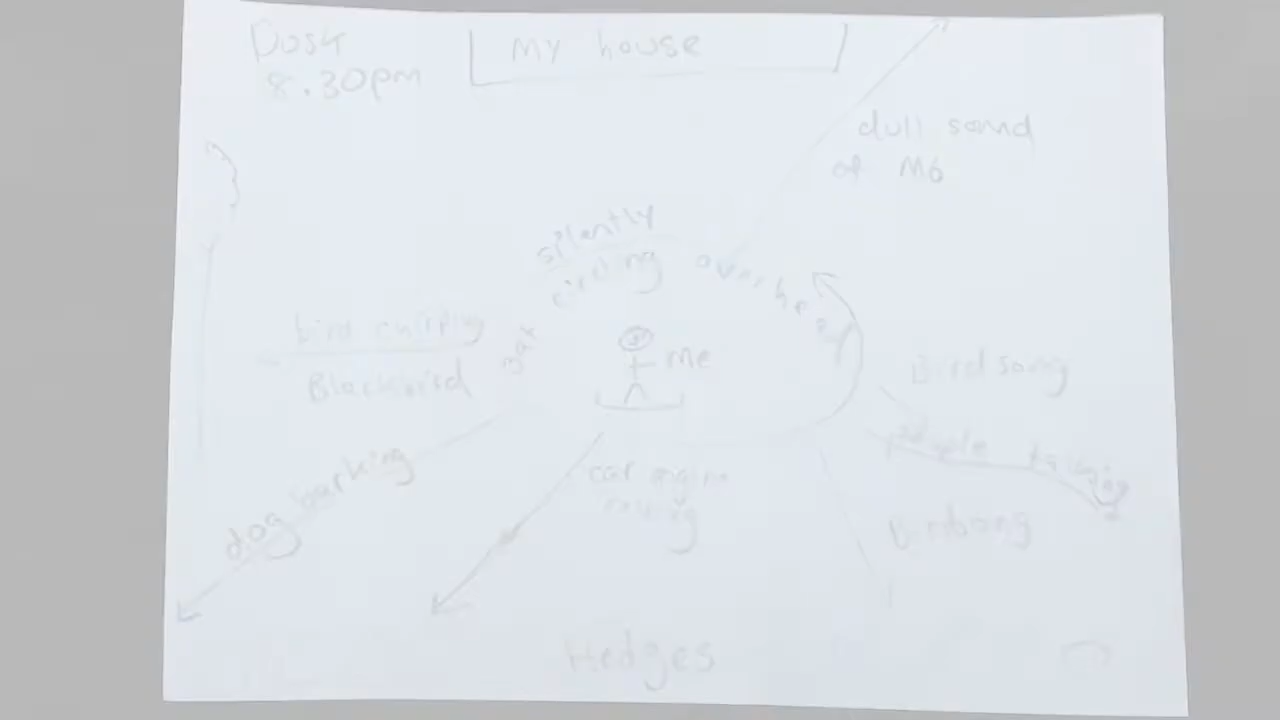 Dusk
8.30pm
My house
dull sound
of M6
silently
circling overhead
Me
bird chirping
Blackbird
Bird song
dog barking
people talking
car engine
revving
Birdsong
Hedges